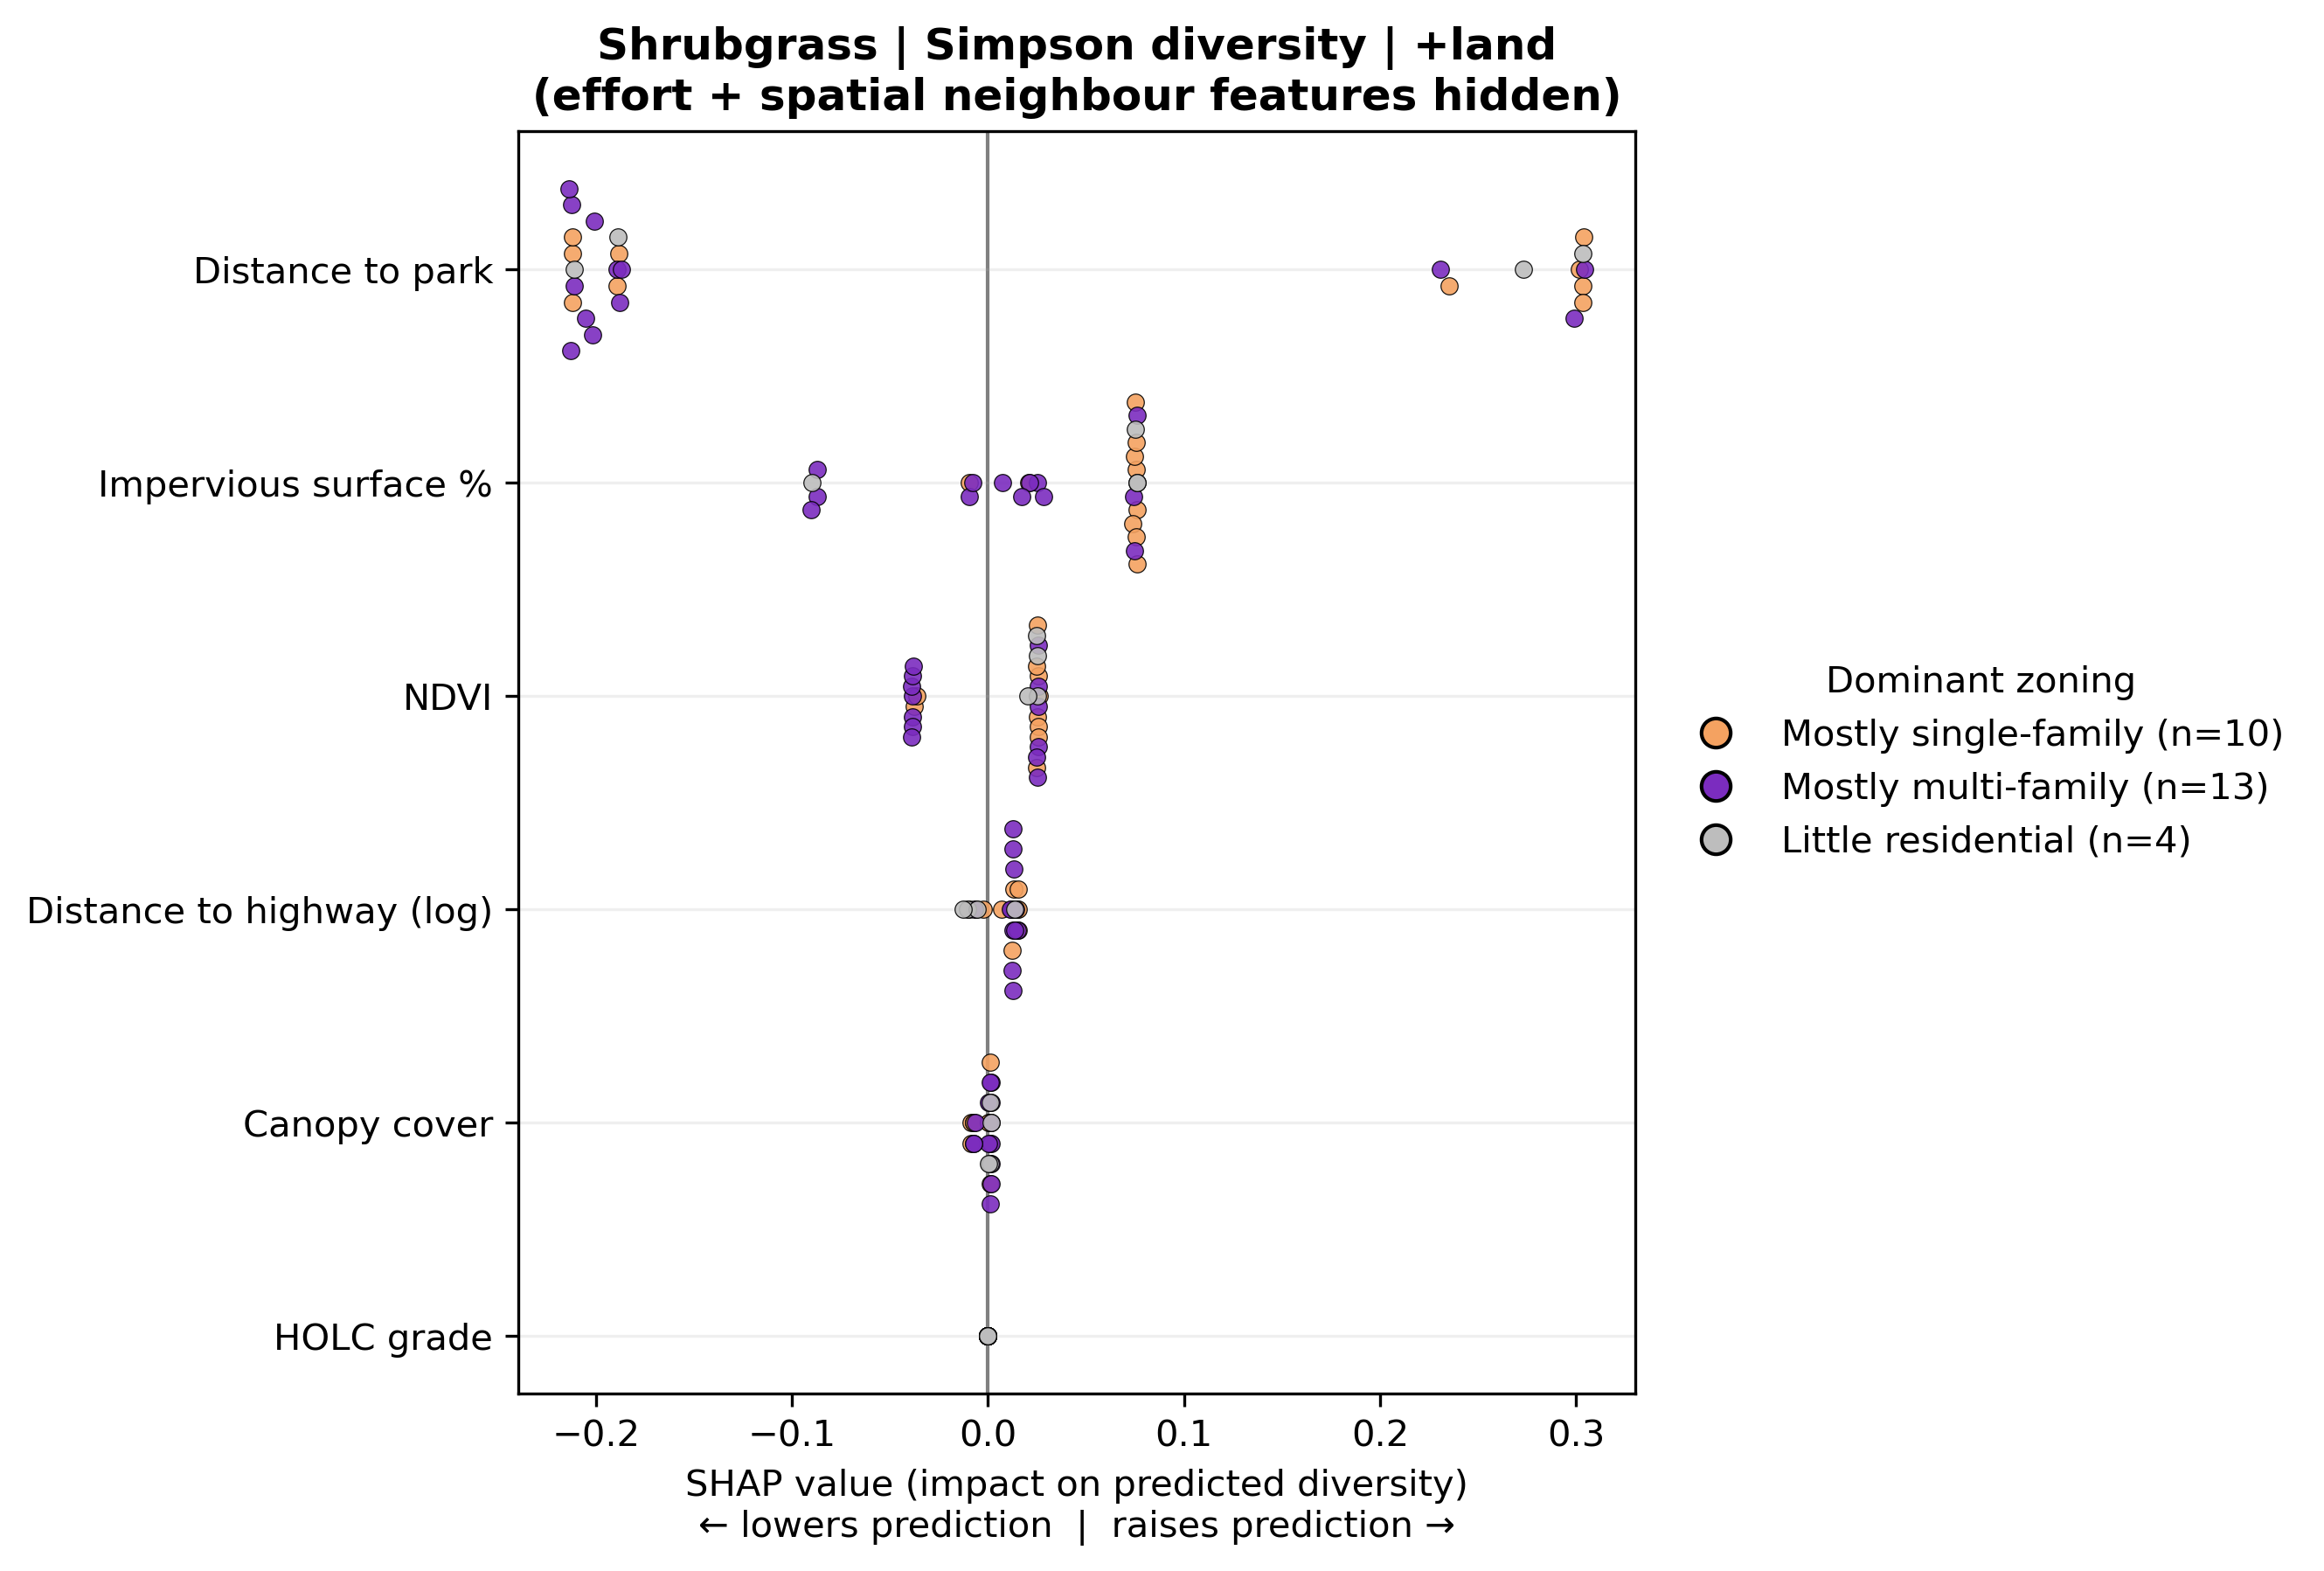 Shrubgrass | Simpson diversity | +land
(effort + spatial neighbour features hidden)
Distance to park
Impervious surface %
NDVI
Distance to highway (log)
Canopy cover
HOLC grade
−0.2
−0.1
0.0
0.1
0.2
0.3
SHAP value (impact on predicted diversity)
← lowers prediction | raises prediction →
Dominant zoning
Mostly single-family (n=10)
Mostly multi-family (n=13)
Little residential (n=4)